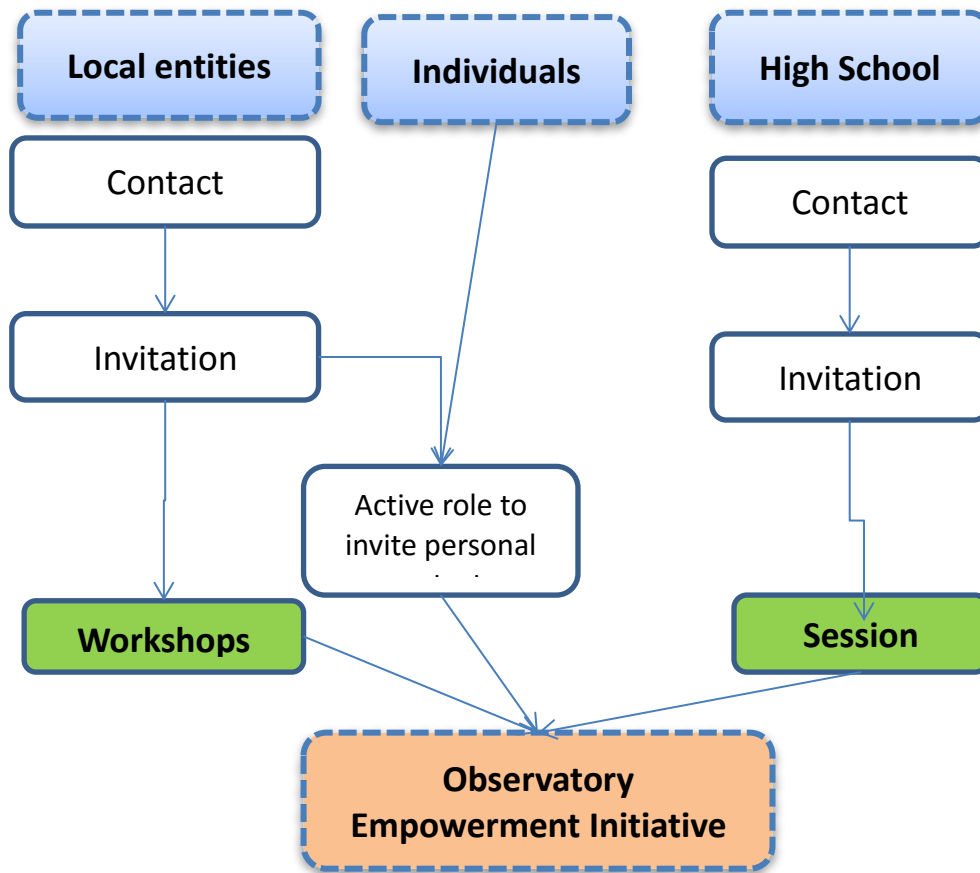 Local entities
Individuals
High School
Contact
Contact
Invitation
Invitation
Active role to
invite personal
Workshops
Session
Observatory
Empowerment Initiative